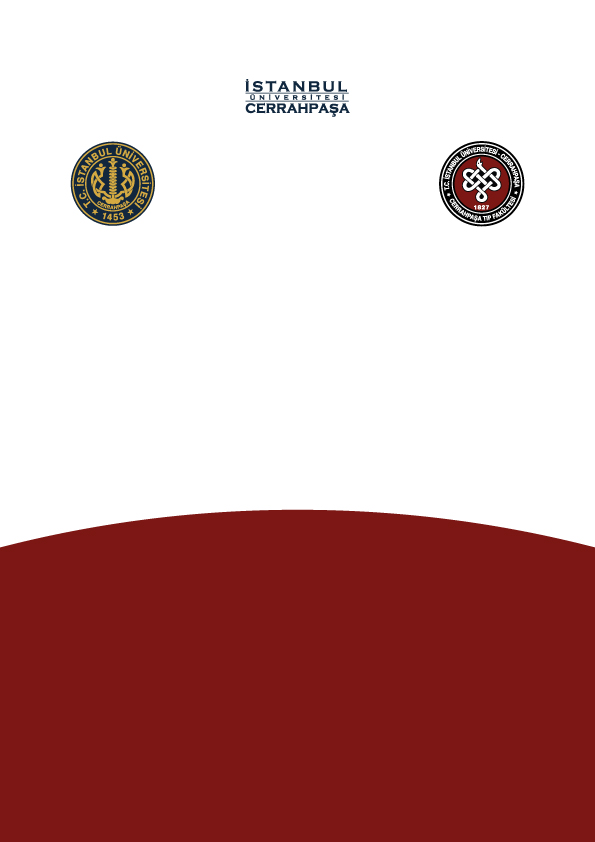 İSTANBUL
ÜNİVERSİTESİ
CERRAHPAŞA
T.C. İSTANBUL ÜNİVERSİTESİ
CERRAHPAŞA
★ 1453 ★
T.C. İSTANBUL ÜNİVERSİTESİ - CERRAHPAŞA
1827
★ CERRAHPAŞA TIP FAKÜLTESİ ★